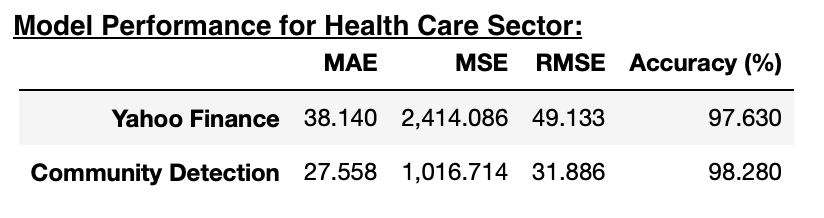 Model Performance for Health Care Sector:
MAE MSE RMSE Accuracy (%)
Yahoo Finance 38.140 2,414.086 49.133 97.630
Community Detection 27.558 1,016.714 31.886 98.280